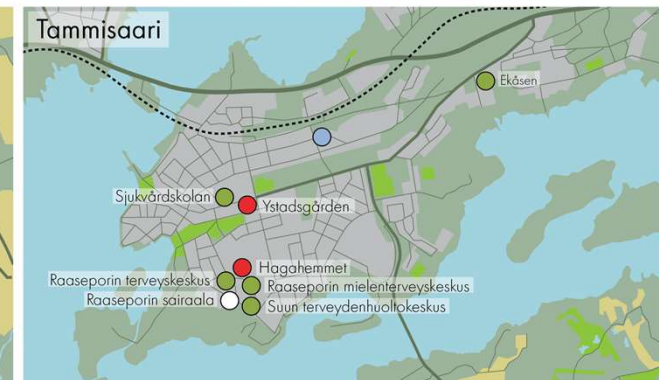 Tammisaari
Ekåsen
Sjukvårdskolan
Ystadsgården
Hagahemmet
Raaseporin terveyskeskus
Raaseporin mielenterveyskeskus
Raaseporin sairaala
Suun terveydenhuoltokeskus